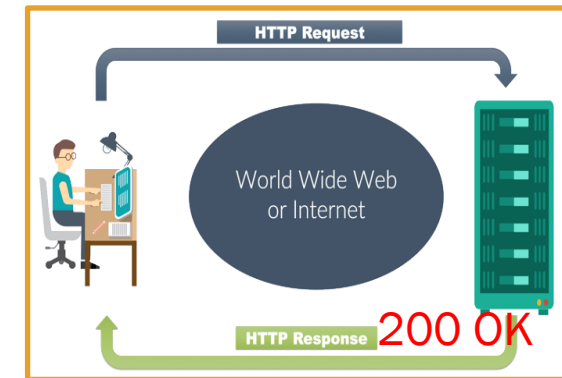 HTTP Request
World Wide Web
or Internet
HTTP Response 200 OK